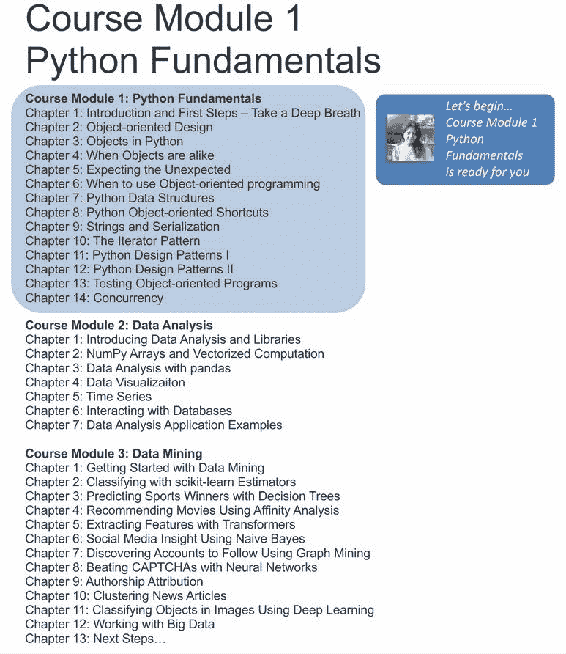 Course Module 1
Python Fundamentals
Course Module 1: Python Fundamentals
Chapter 1: Introduction and First Steps – Take a Deep Breath
Chapter 2: Object-oriented Design
Chapter 3: Objects in Python
Chapter 4: When Objects are alike
Chapter 5: Expecting the Unexpected
Chapter 6: When to use Object-oriented programming
Chapter 7: Python Data Structures
Chapter 8: Python Object-oriented Shortcuts
Chapter 9: Strings and Serialization
Chapter 10: The Iterator Pattern
Chapter 11: Python Design Patterns I
Chapter 12: Python Design Patterns II
Chapter 13: Testing Object-oriented Programs
Chapter 14: Concurrency
Let's begin...
Course Module 1
Python
Fundamentals
is ready for you
Course Module 2: Data Analysis
Chapter 1: Introducing Data Analysis and Libraries
Chapter 2: NumPy Arrays and Vectorized Computation
Chapter 3: Data Analysis with pandas
Chapter 4: Data Visualizaiton
Chapter 5: Time Series
Chapter 6: Interacting with Databases
Chapter 7: Data Analysis Application Examples
Course Module 3: Data Mining
Chapter 1: Getting Started with Data Mining
Chapter 2: Classifying with scikit-learn Estimators
Chapter 3: Predicting Sports Winners with Decision Trees
Chapter 4: Recommending Movies Using Affinity Analysis
Chapter 5: Extracting Features with Transformers
Chapter 6: Social Media Insight Using Naive Bayes
Chapter 7: Discovering Accounts to Follow Using Graph Mining
Chapter 8: Beating CAPTCHAs with Neural Networks
Chapter 9: Authorship Attribution
Chapter 10: Clustering News Articles
Chapter 11: Classifying Objects in Images Using Deep Learning
Chapter 12: Working with Big Data
Chapter 13: Next Steps…